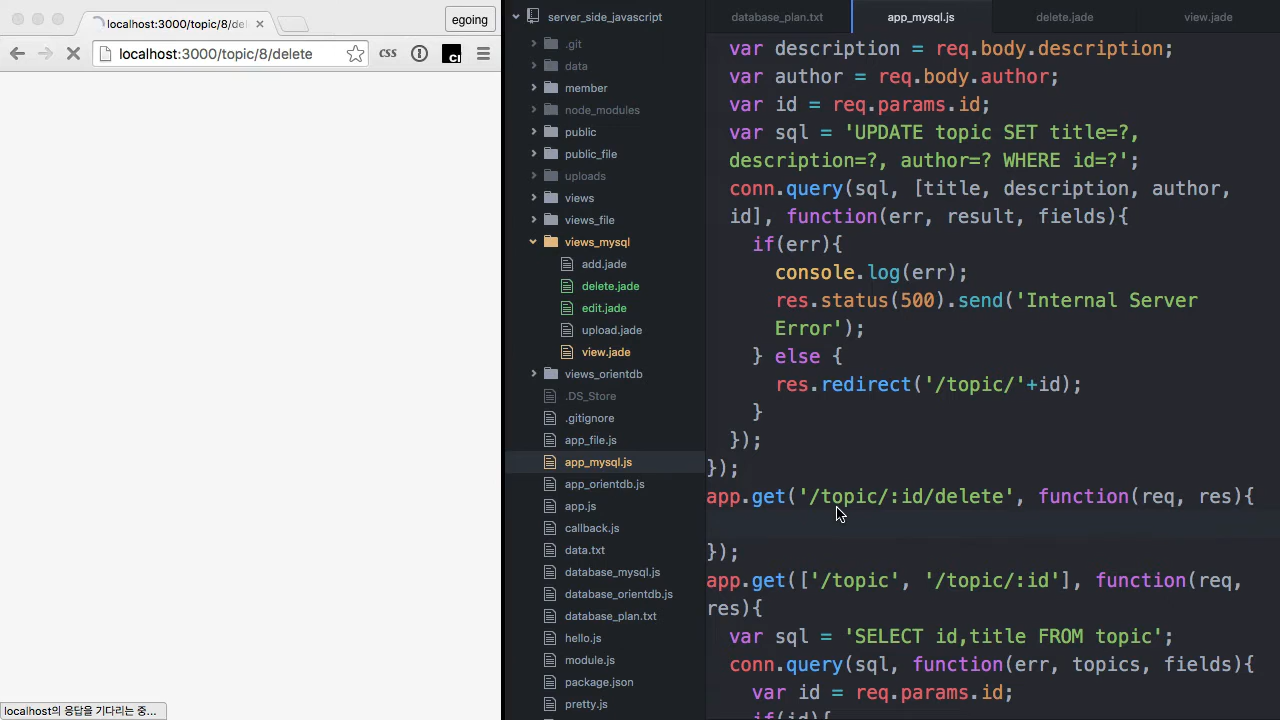 localhost:3000/topic/8/del
egoing
localhost:3000/topic/8/delete
css
localhost의 응답을 기다리는 중...
server_side_javascript
.git
data
member
node_modules
public
public_file
uploads
views
views_file
views_mysql
add.jade
delete.jade
edit.jade
upload.jade
view.jade
views_orientdb
.DS_Store
.gitignore
app_file.js
app_mysql.js
app_orientdb.js
app.js
callback.js
data.txt
database_mysql.js
database_orientdb.js
database_plan.txt
hello.js
module.js
package.json
pretty.js
database_plan.txt
app_mysql.js
delete.jade
view.jade
var description = req.body.description;
var author = req.body.author;
var id = req.params.id;
var sql = 'UPDATE topic SET title=?,
description=?, author=? WHERE id=?';
conn.query(sql, [title, description, author,
id], function(err, result, fields){
if(err){
console.log(err);
res.status(500).send('Internal Server
Error');
} else {
res.redirect('/topic/'+id);
}
});
});
app.get('/topic/:id/delete', function(req, res){
});
app.get(['/topic', '/topic/:id'], function(req,
res){
var sql = 'SELECT id,title FROM topic';
conn.query(sql, function(err, topics, fields){
var id = req.params.id;
if(id){